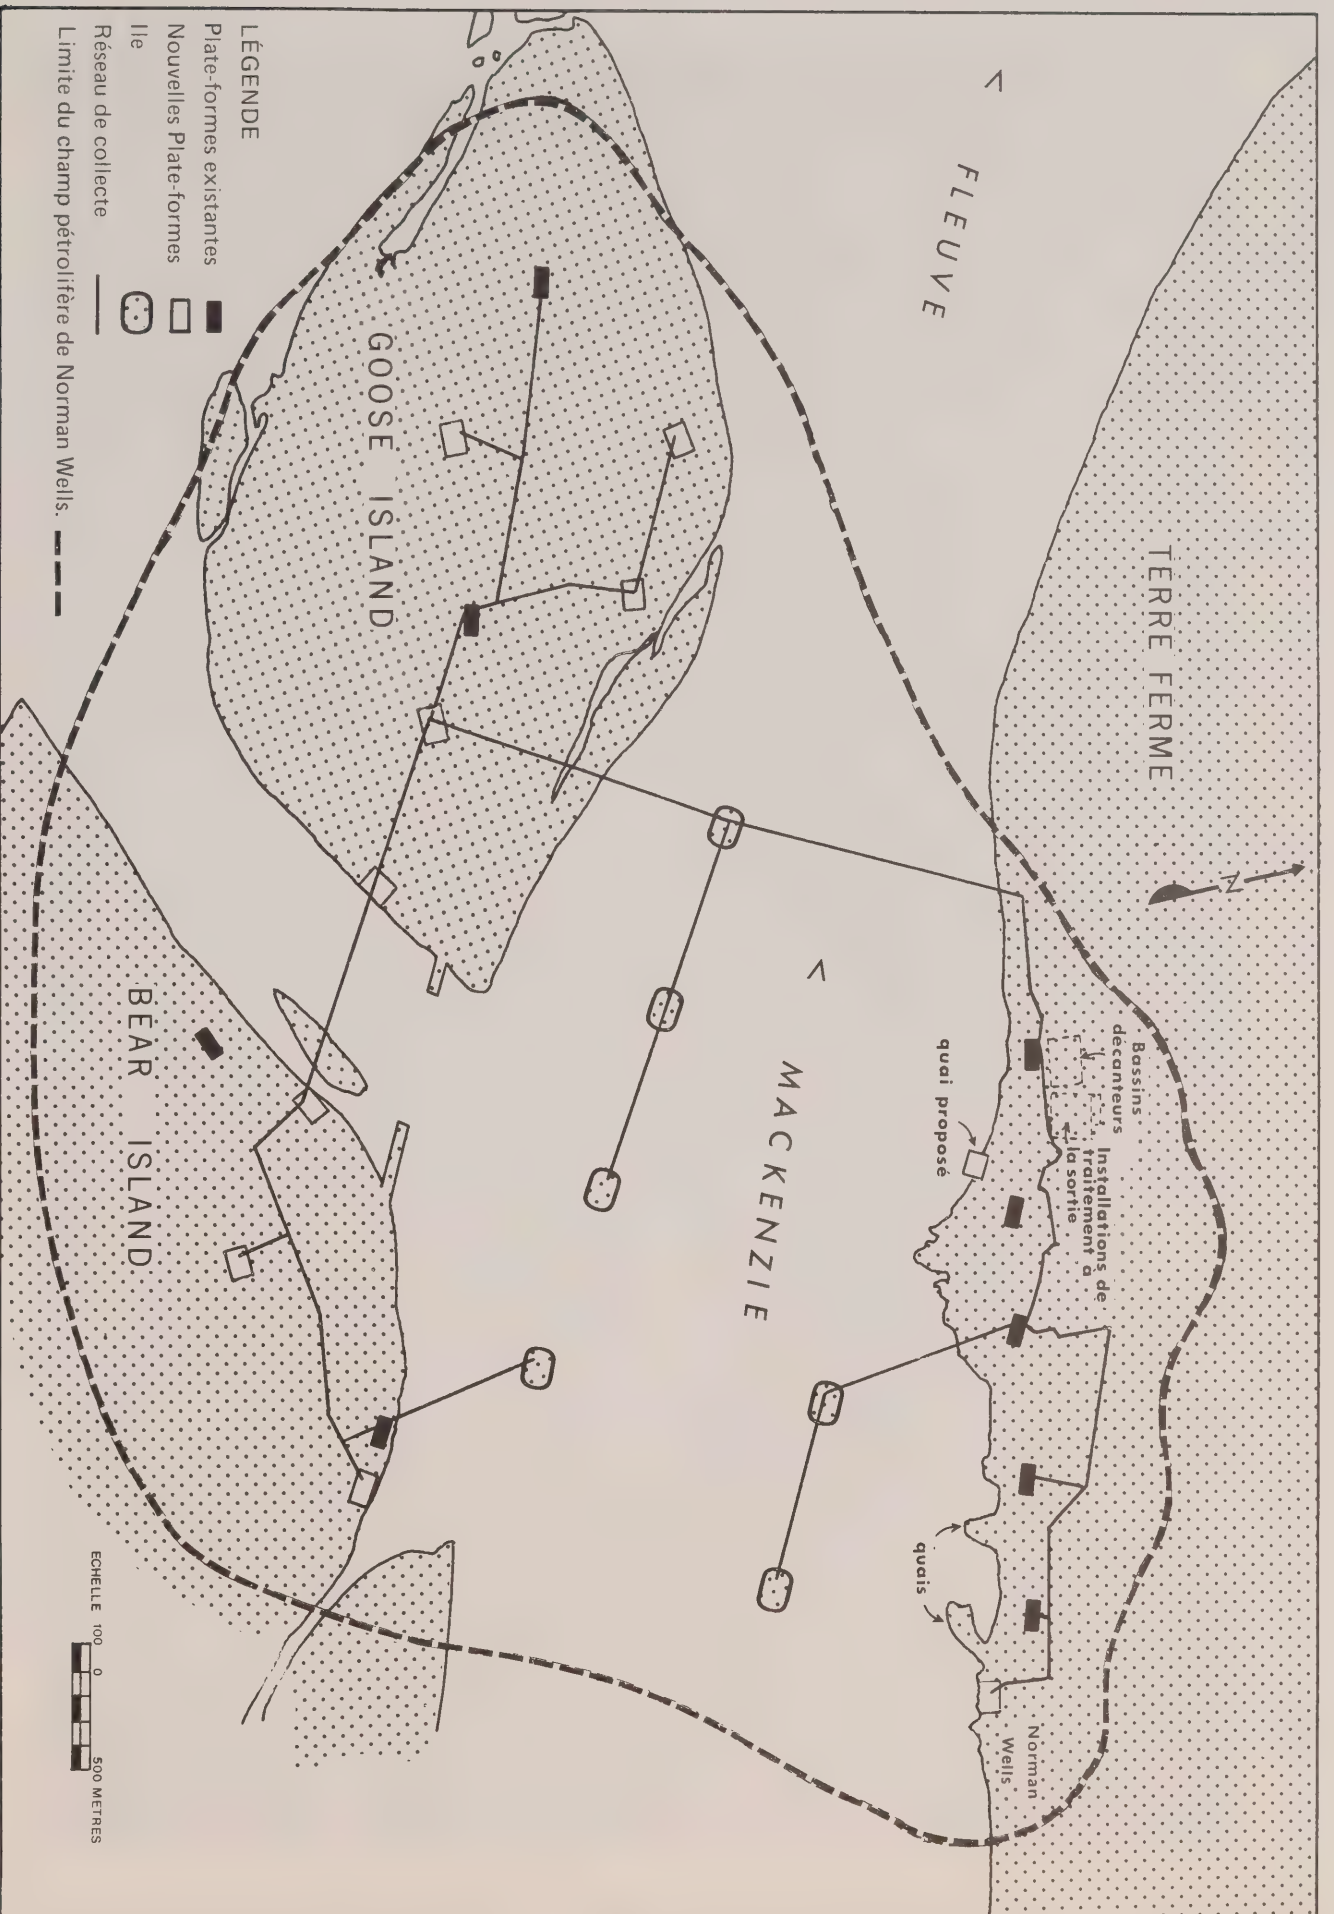 LÉGENDE
Plate-formes existantes
Nouvelles Plate-formes
Ile
Réseau de collecte
Limite du champ pétrolifère de Norman Wells.
FLEUVE
MACKENZIE
TERRE FERME
N
GOOSE ISLAND
BEAR ISLAND
Bassins
décanteurs
Installations de
traitement à
la sortie
quai proposé
quais
Norman
Wells
ECHELLE 100 0 500 METRES